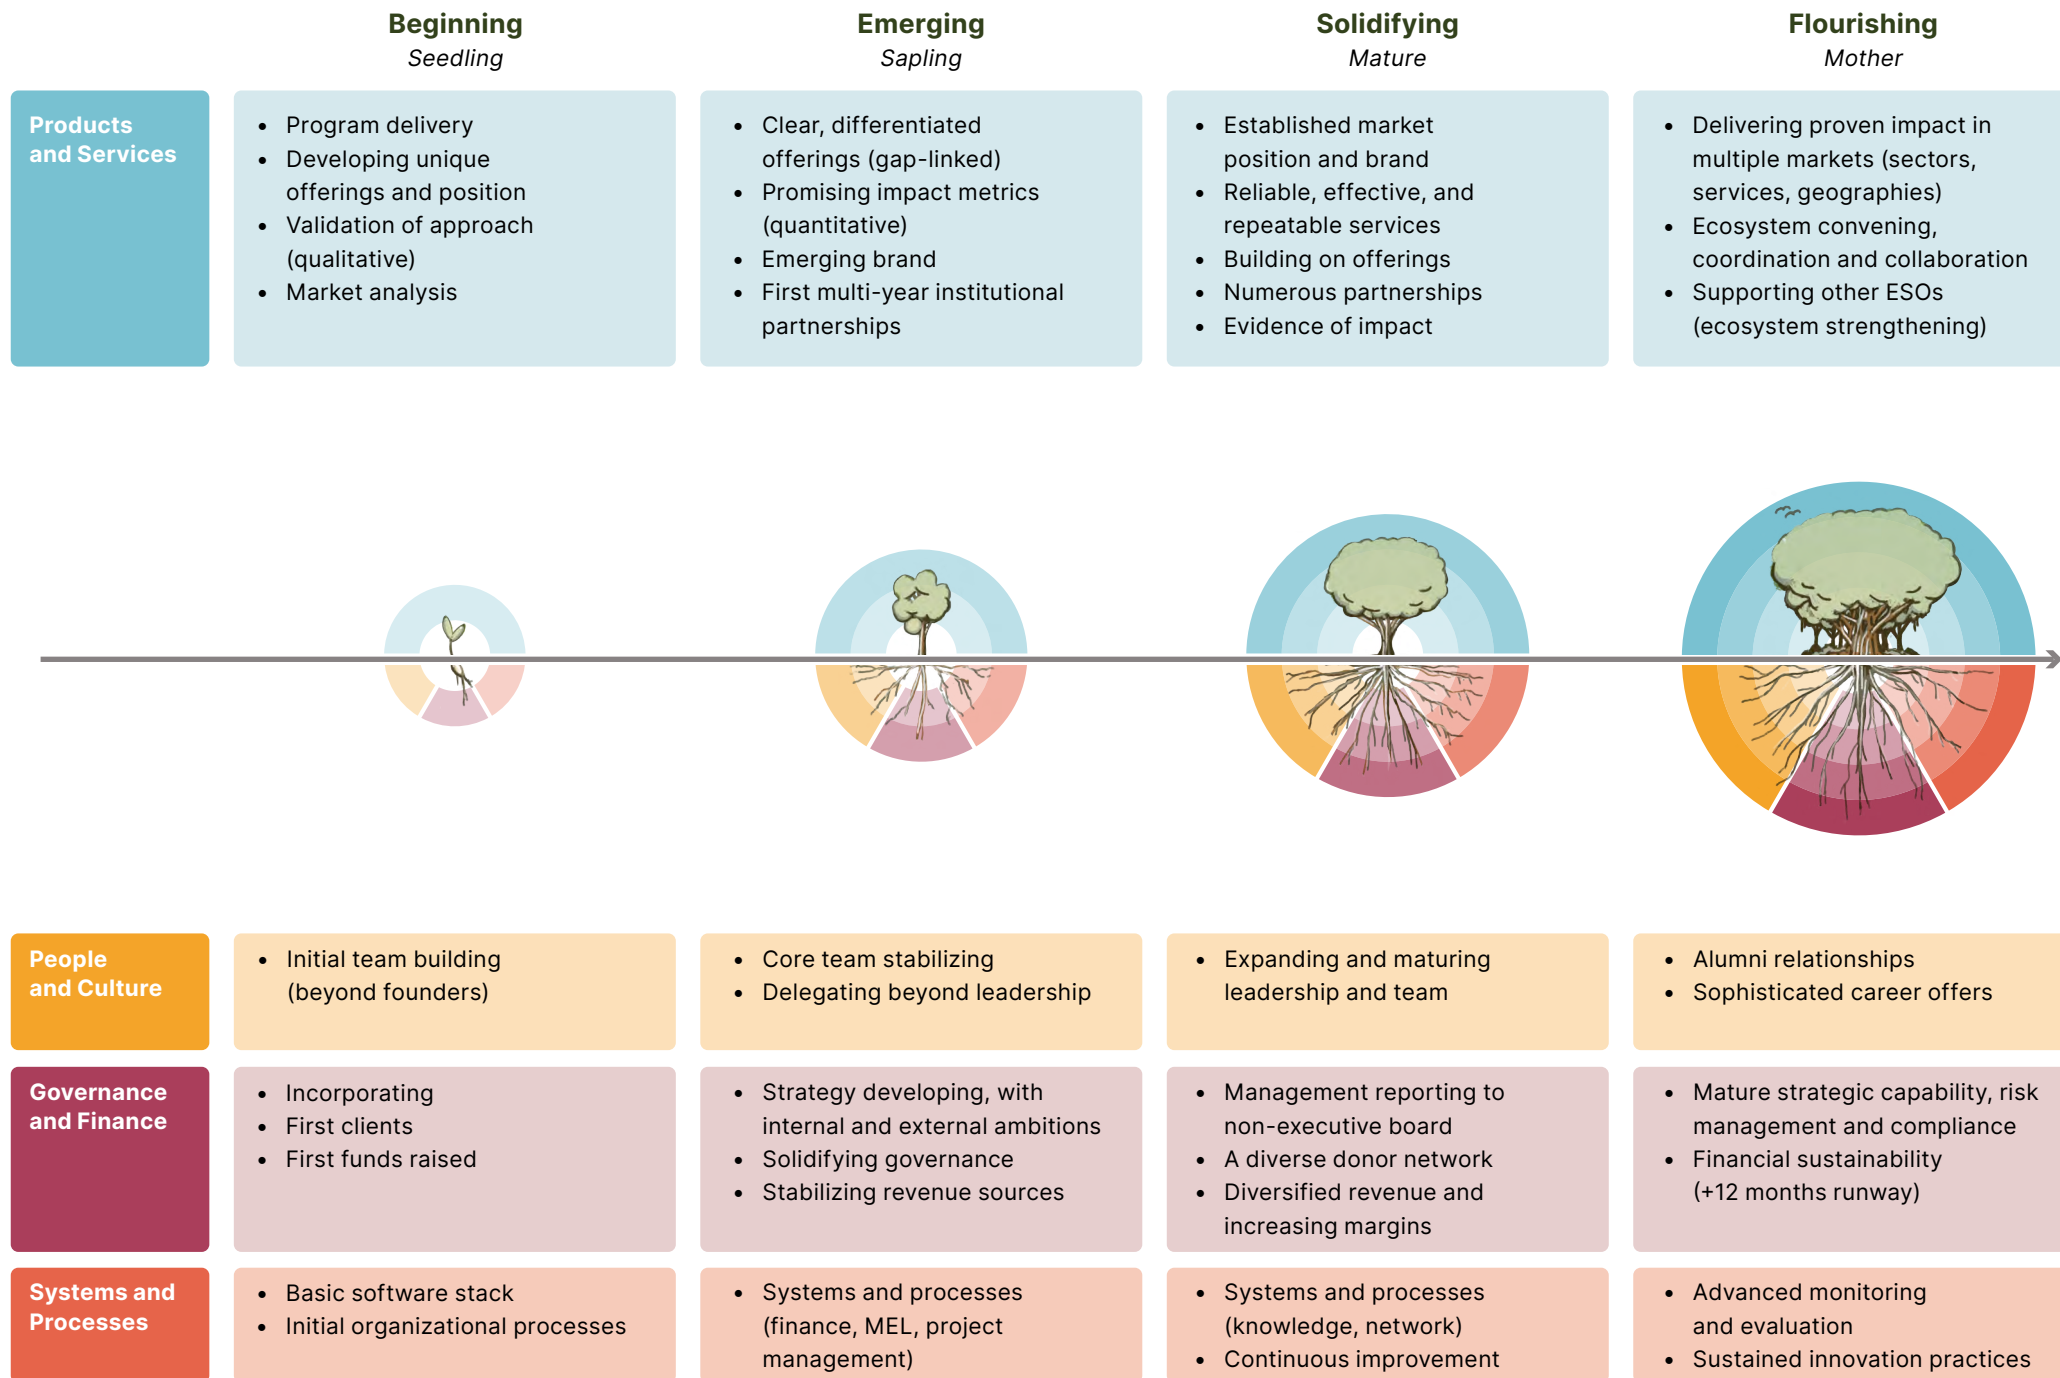 Beginning
Seedling
Emerging
Sapling
Solidifying
Mature
Flourishing
Mother
Products
and Services
• Program delivery
• Developing unique
offerings and position
• Validation of approach
(qualitative)
• Market analysis
• Clear, differentiated
offerings (gap-linked)
• Promising impact metrics
(quantitative)
• Emerging brand
• First multi-year institutional
partnerships
• Established market
position and brand
• Reliable, effective, and
repeatable services
• Building on offerings
• Numerous partnerships
• Evidence of impact
• Delivering proven impact in
multiple markets (sectors,
services, geographies)
• Ecosystem convening,
coordination and collaboration
• Supporting other ESOs
(ecosystem strengthening)
People
and Culture
• Initial team building
(beyond founders)
• Core team stabilizing
• Delegating beyond leadership
• Expanding and maturing
leadership and team
• Alumni relationships
• Sophisticated career offers
Governance
and Finance
• Incorporating
• First clients
• First funds raised
• Strategy developing, with
internal and external ambitions
• Solidifying governance
• Stabilizing revenue sources
• Management reporting to
non-executive board
• A diverse donor network
• Diversified revenue and
increasing margins
• Mature strategic capability, risk
management and compliance
• Financial sustainability
(+12 months runway)
Systems and
Processes
• Basic software stack
• Initial organizational processes
• Systems and processes
(finance, MEL, project
management)
• Systems and processes
(knowledge, network)
• Continuous improvement
• Advanced monitoring
and evaluation
• Sustained innovation practices